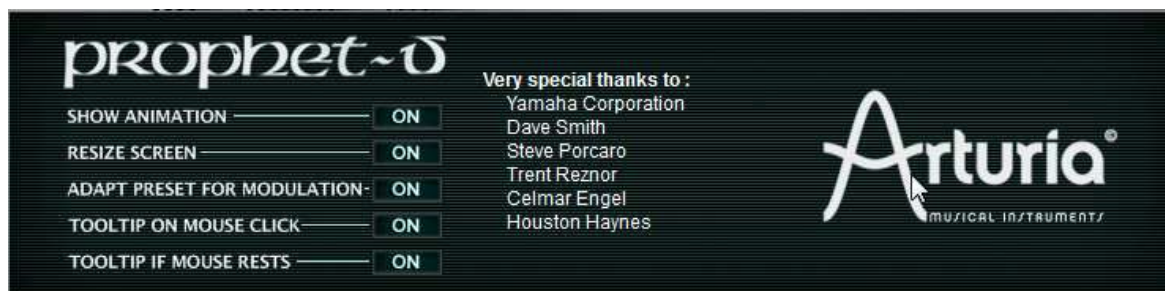 prophet~v
SHOW ANIMATION ON
RESIZE SCREEN ON
ADAPT PRESET FOR MODULATION ON
TOOLTIP ON MOUSE CLICK ON
TOOLTIP IF MOUSE RESTS ON
Very special thanks to :
Yamaha Corporation
Dave Smith
Steve Porcaro
Trent Reznor
Celmar Engel
Houston Haynes
Arturia©
MUSICAL INSTRUMENTS